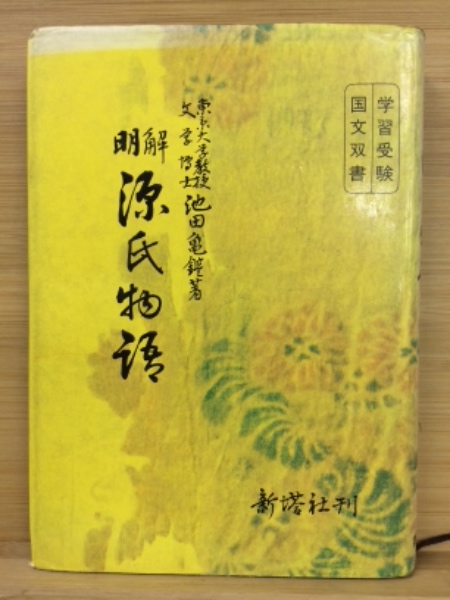 学習受験
国文双書
東京大学教授
文学博士
池田亀鑑著
明解
源氏物語
新塔社刊